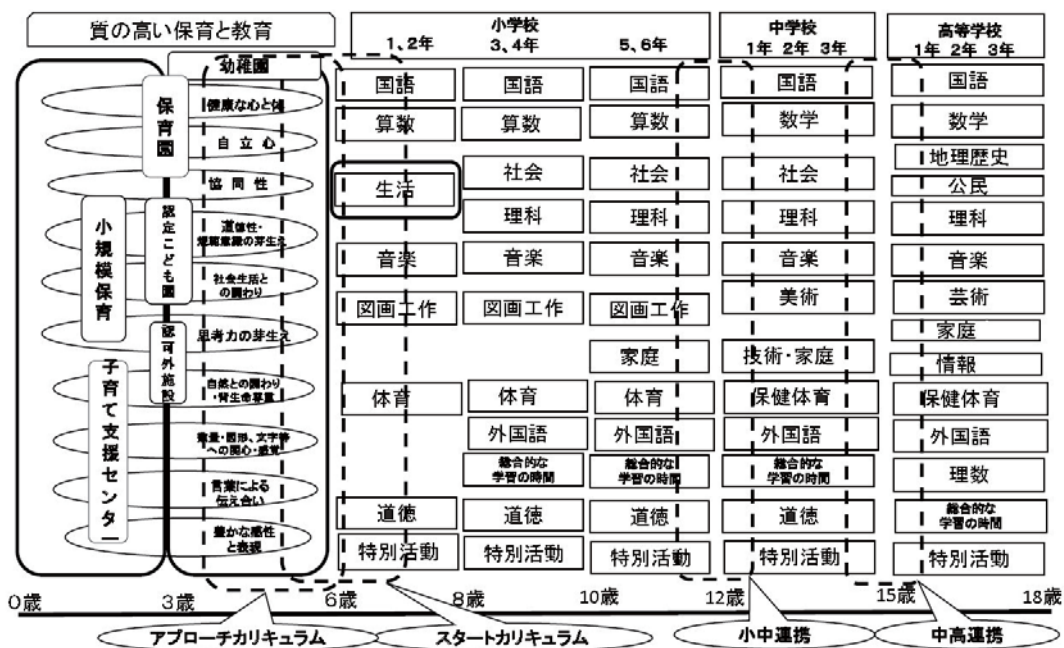 質の高い保育と教育
小学校
1、2年
3、4年
5、6年
中学校
1年 2年 3年
高等学校
1年 2年 3年
幼稚園
保育園
認定こども園
認可外施設
小規模保育
子育て支援センター
健康な心と体
自立心
協同性
道徳性・
規範意識の芽生え
社会生活と
の関わり
思考力の芽生え
自然との関わり
・生命尊重
図形、文字等
への関心・感覚
言葉による
伝え合い
豊かな感性
と表現
国語
算数
生活
音楽
図画工作
体育
道徳
特別活動
国語
算数
社会
理科
音楽
図画工作
体育
外国語
総合的な
学習の時間
道徳
特別活動
国語
算数
社会
理科
音楽
図画工作
家庭
体育
外国語
総合的な
学習の時間
道徳
特別活動
国語
数学
社会
理科
音楽
美術
技術・家庭
保健体育
外国語
総合的な
学習の時間
道徳
特別活動
国語
数学
地理歴史
公民
理科
音楽
芸術
家庭
情報
保健体育
外国語
理数
総合的な
学習の時間
特別活動
0歳
3歳
6歳
8歳
10歳
12歳
15歳
18歳
アプローチカリキュラム
スタートカリキュラム
小中連携
中高連携